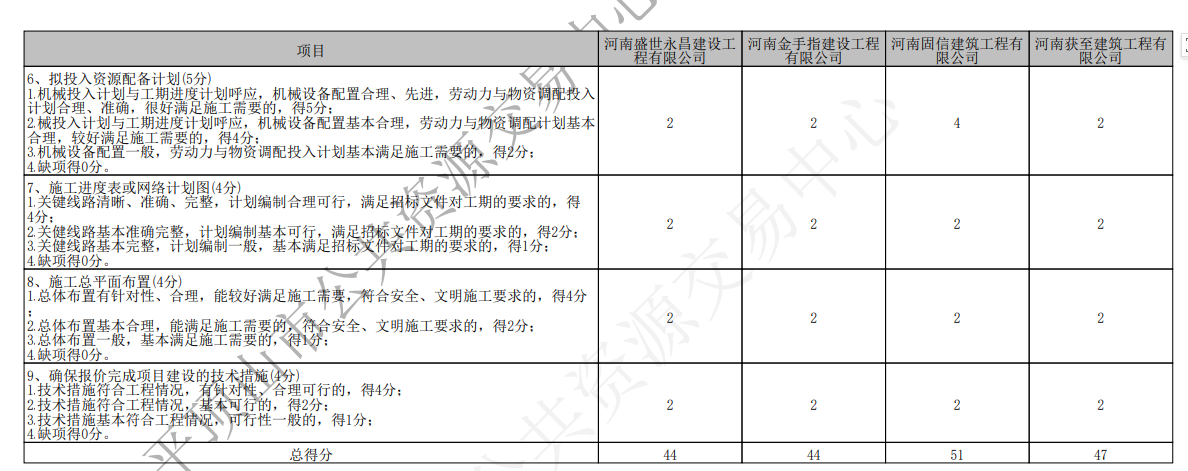 项目
河南盛世永昌建设工
程有限公司
河南金手指建设工程
有限公司
河南固信建筑工程有
限公司
河南获至建筑工程有
限公司
6、拟投入资源配备计划(5分)
1.机械投入计划与工期进度计划呼应，机械设备配置合理、先进，劳动力与物资调配投入
计划合理、准确，很好满足施工需要的，得5分；
2.械投入计划与工期进度计划呼应，机械设备配置基本合理，劳动力与物资调配计划基本
合理，较好满足施工需要的，得4分；
3.机械设备配置一般，劳动力与物资调配投入计划基本满足施工需要的，得2分；
4.缺项得0分。
2
2
4
2
7、施工进度表或网络计划图(4分)
1.关键线路清晰、准确、完整，计划编制合理可行，满足招标文件对工期的要求的，得
4分；
2.关健线路基本准确完整，计划编制基本可行，满足招标文件对工期的要求的，得2分；
3.关健线路基本完整，计划编制一般，基本满足招标文件对工期的要求的，得1分；
4.缺项得0分。
2
2
2
2
8、施工总平面布置(4分)
1.总体布置有针对性、合理，能较好满足施工需要，符合安全、文明施工要求的，得4分
；
2.总体布置基本合理，能满足施工需要的，符合安全、文明施工要求的，得2分；
3.总体布置一般，基本满足施工需要的，得1分；
4.缺项得0分。
2
2
2
2
9、确保报价完成项目建设的技术措施(4分)
1.技术措施符合工程情况，有针对性、合理可行的，得4分；
2.技术措施符合工程情况，基本可行的，得2分；
3.技术措施基本符合工程情况，可行性一般的，得1分；
4.缺项得0分。
2
2
2
2
总得分
44
44
51
47
平顶山市公共资源交易中心
公共资源交易中心